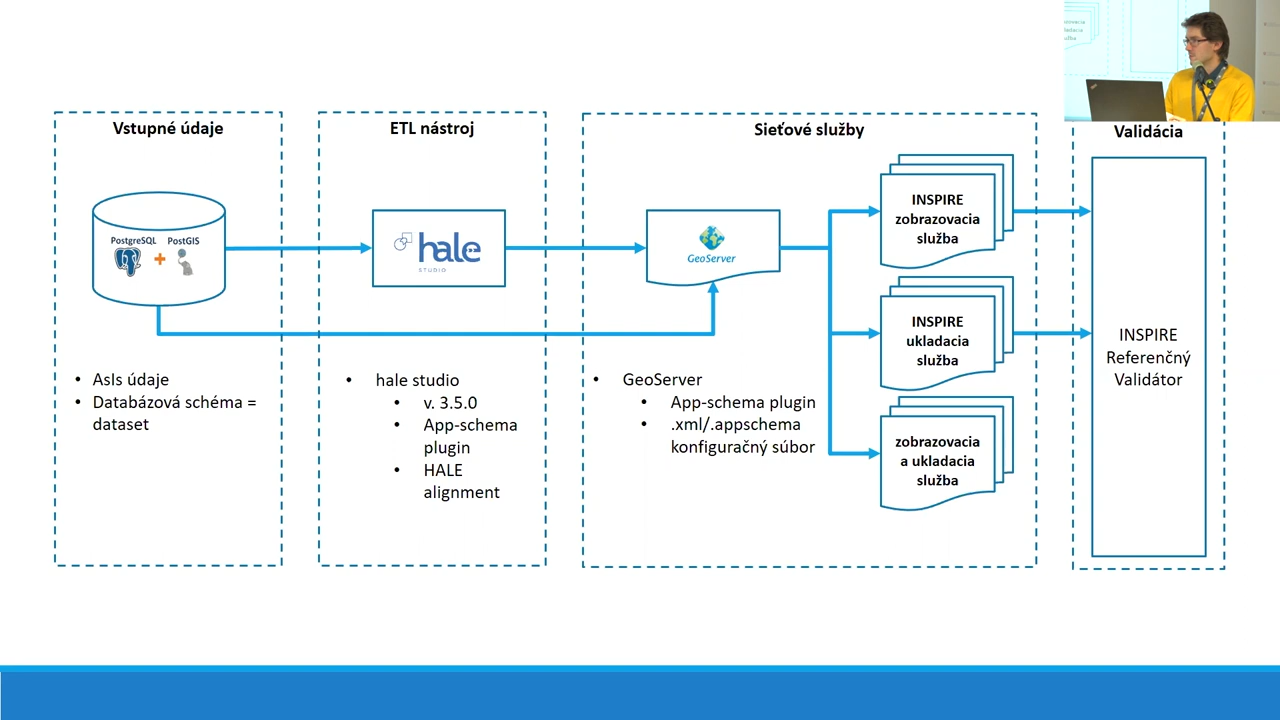 Vstupné údaje
PostgreSQL PostGIS
AsIs údaje
Databázová schéma =
dataset
ETL nástroj
hale
STUDIO
hale studio
v. 3.5.0
App-schema
plugin
HALE
alignment
Sieťové služby
GeoServer
GeoServer
App-schema plugin
.xml/.appschema
konfiguračný súbor
INSPIRE
zobrazovacia
služba
INSPIRE
ukladacia
služba
zobrazovacia
a ukladacia
služba
Validácia
INSPIRE
Referenčný
Validátor